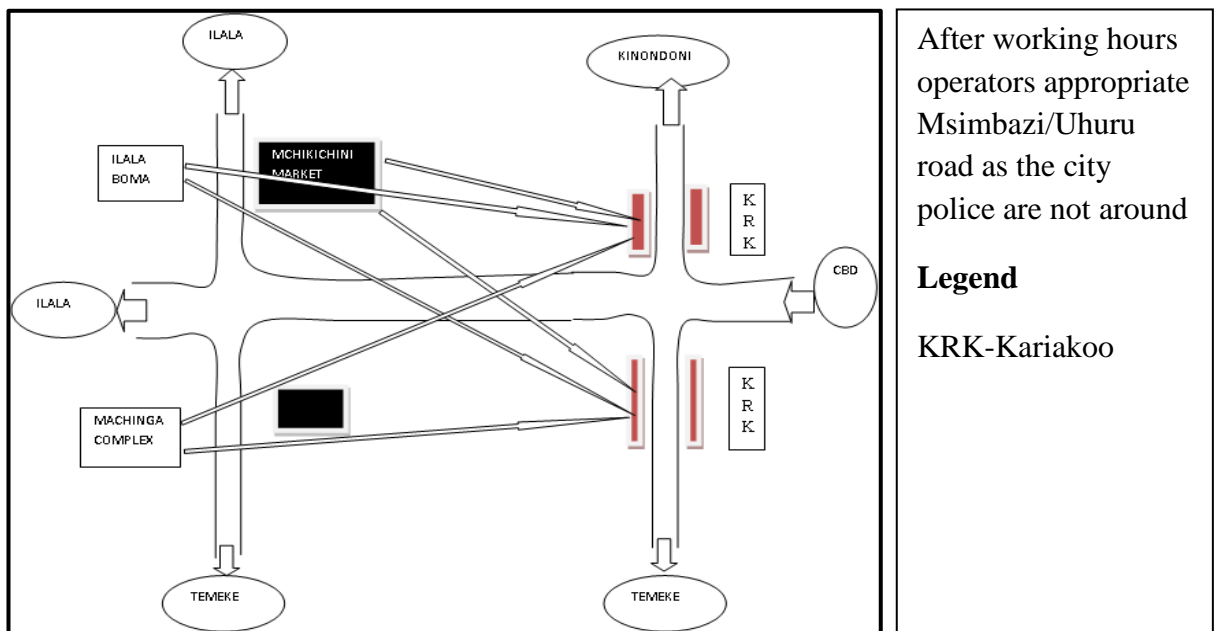 ILALA
KINONDONI
ILALA
BOMA
MCHIKICHINI
MARKET
K
R
K
CBD
ILALA
MACHINGA
COMPLEX
K
R
K
TEMEKE
TEMEKE
After working hours
operators appropriate
Msimbazi/Uhuru
road as the city
police are not around
Legend
KRK-Kariakoo